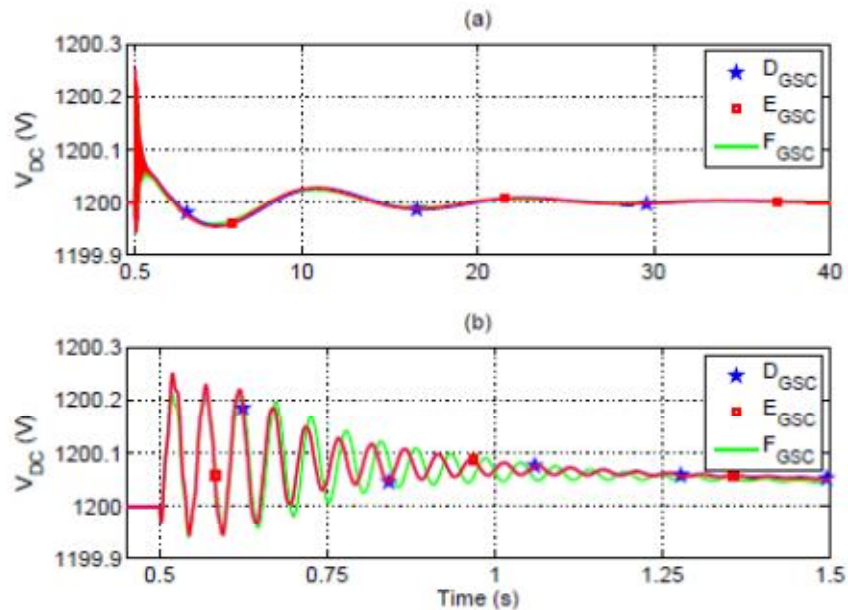 (a)
1200.3
1200.2
1200.1
1200
1199.9
V_DC (V)
D_GSC
E_GSC
F_GSC
0.5 10 20 30 40
(b)
1200.3
1200.2
1200.1
1200
1199.9
V_DC (V)
D_GSC
E_GSC
F_GSC
0.5 0.75 1 1.25 1.5
Time (s)